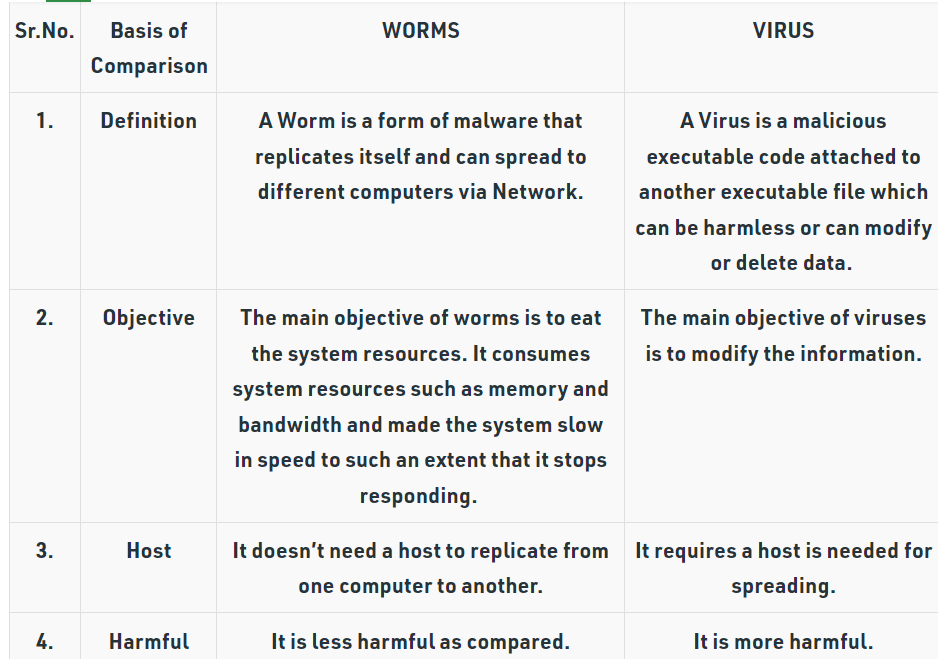 Sr.No.
Basis of
Comparison
WORMS
VIRUS
1.
Definition
A Worm is a form of malware that
replicates itself and can spread to
different computers via Network.
A Virus is a malicious
executable code attached to
another executable file which
can be harmless or can modify
or delete data.
2.
Objective
The main objective of worms is to eat
the system resources. It consumes
system resources such as memory and
bandwidth and made the system slow
in speed to such an extent that it stops
responding.
The main objective of viruses
is to modify the information.
3.
Host
It doesn’t need a host to replicate from
one computer to another.
It requires a host is needed for
spreading.
4.
Harmful
It is less harmful as compared.
It is more harmful.